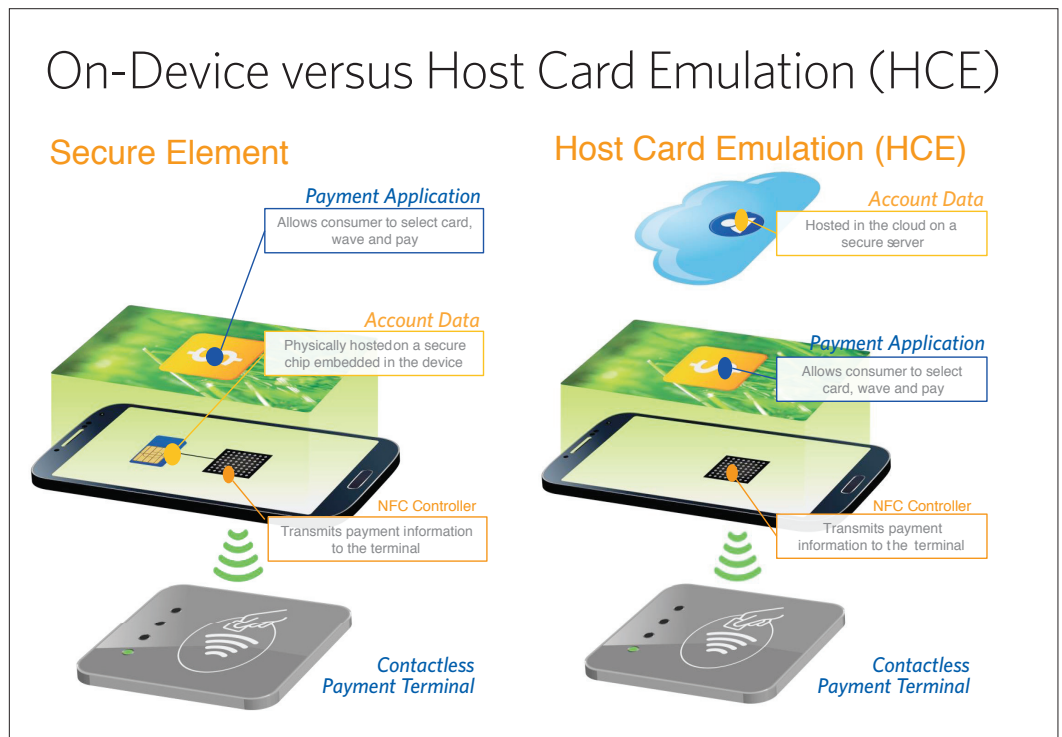 On-Device versus Host Card Emulation (HCE)
Secure Element
Payment Application
Allows consumer to select card,
wave and pay
Account Data
Physically hosted on a secure
chip embedded in the device
NFC Controller
Transmits payment information
to the terminal
Contactless
Payment Terminal
Host Card Emulation (HCE)
Account Data
Hosted in the cloud on a
secure server
Payment Application
Allows consumer to select
card, wave and pay
NFC Controller
Transmits payment
information to the terminal
Contactless
Payment Terminal